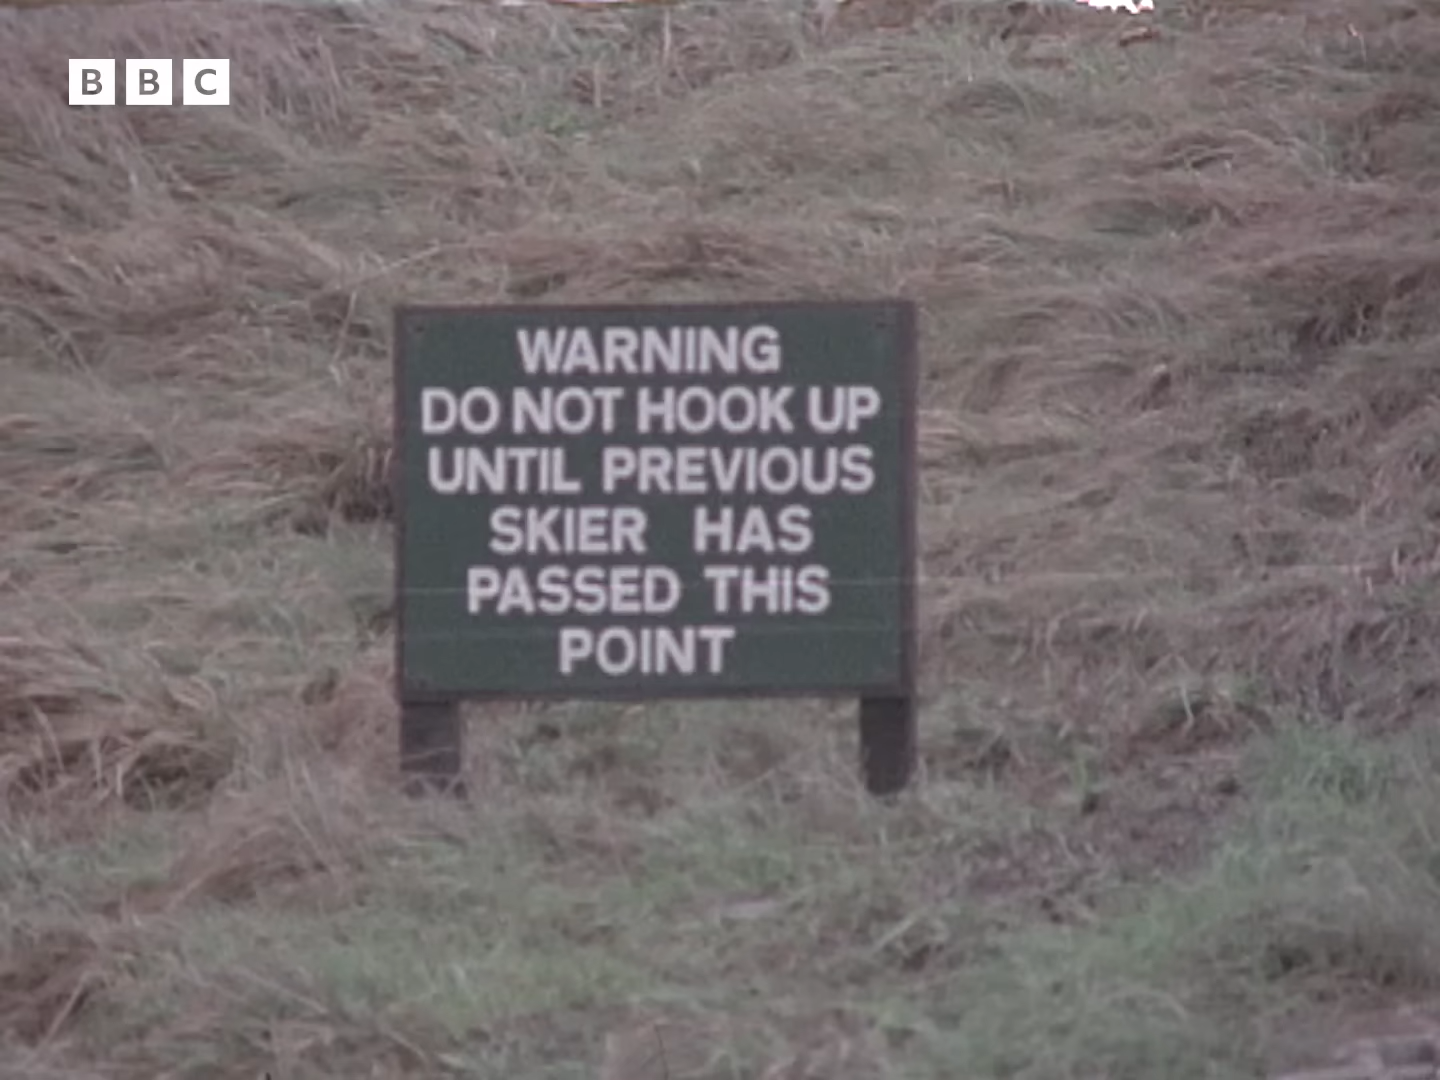 BBC
WARNING
DO NOT HOOK UP
UNTIL PREVIOUS
SKIER HAS
PASSED THIS
POINT